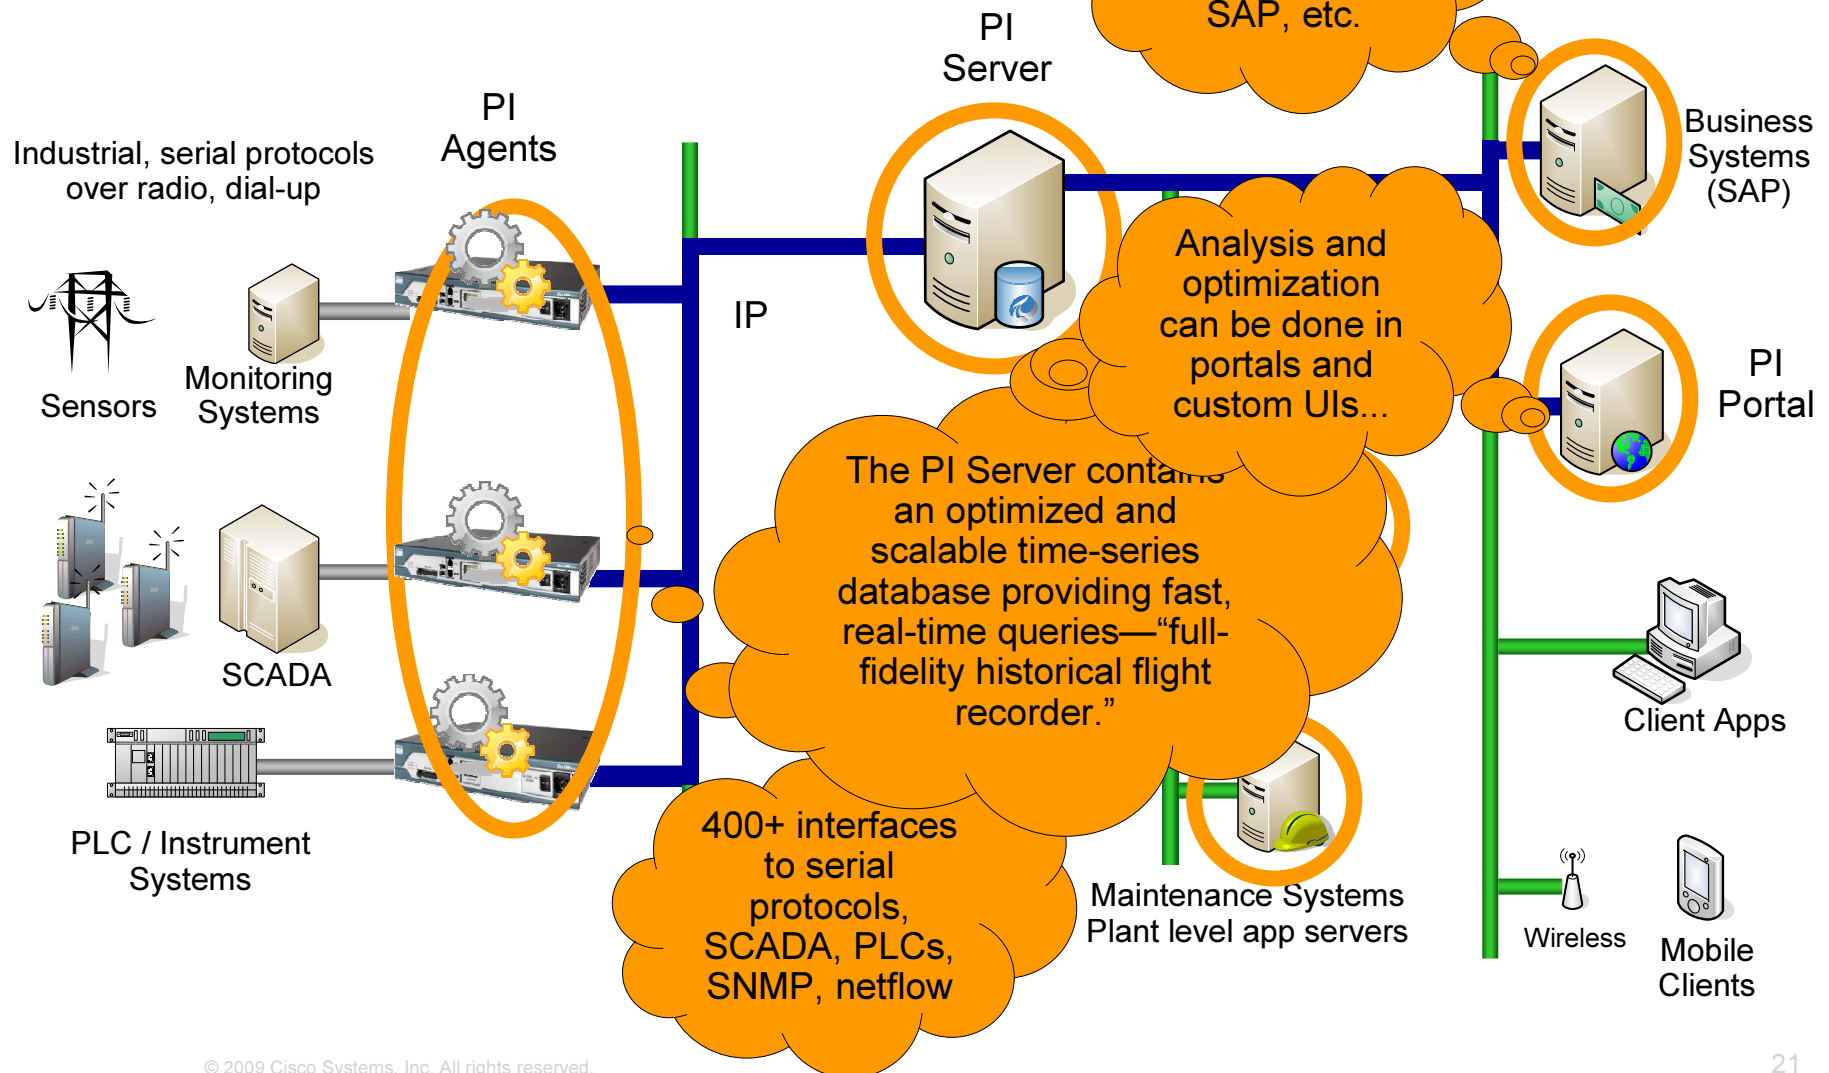 SAP, etc.
PI
Server
PI
Agents
Industrial, serial protocols
over radio, dial-up
Business
Systems
(SAP)
Analysis and
optimization
can be done in
portals and
custom UIs...
IP
PI
Portal
Monitoring
Systems
Sensors
The PI Server contains
an optimized and
scalable time-series
database providing fast,
real-time queries—“full-
fidelity historical flight
recorder.”
SCADA
Client Apps
PLC / Instrument
Systems
400+ interfaces
to serial
protocols,
SCADA, PLCs,
SNMP, netflow
Maintenance Systems
Plant level app servers
Wireless
Mobile
Clients
© 2009 Cisco Systems, Inc. All rights reserved.
21